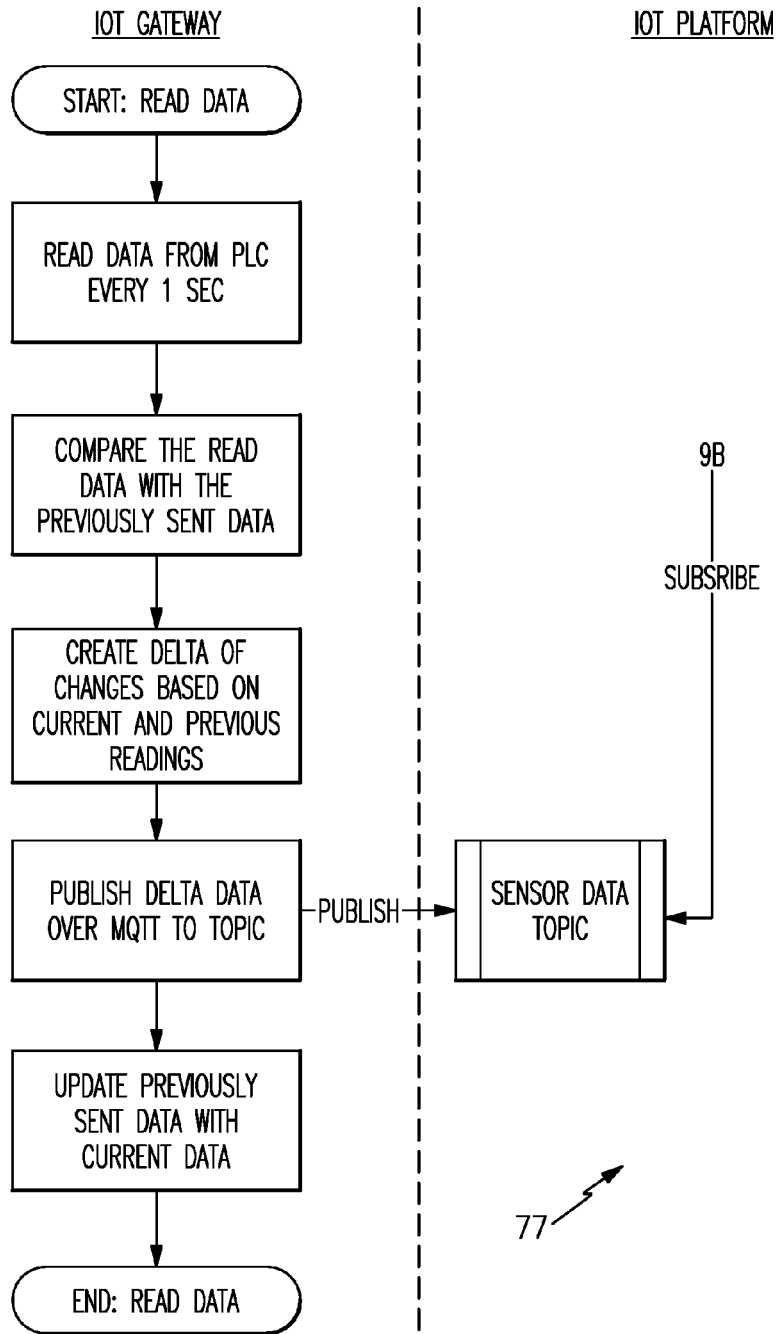 IOT GATEWAY
IOT PLATFORM
START: READ DATA
READ DATA FROM PLC
EVERY 1 SEC
COMPARE THE READ
DATA WITH THE
PREVIOUSLY SENT DATA
9B
SUBSRIBE
CREATE DELTA OF
CHANGES BASED ON
CURRENT AND PREVIOUS
READINGS
PUBLISH DELTA DATA
OVER MQTT TO TOPIC
PUBLISH
SENSOR DATA
TOPIC
UPDATE PREVIOUSLY
SENT DATA WITH
CURRENT DATA
77
END: READ DATA